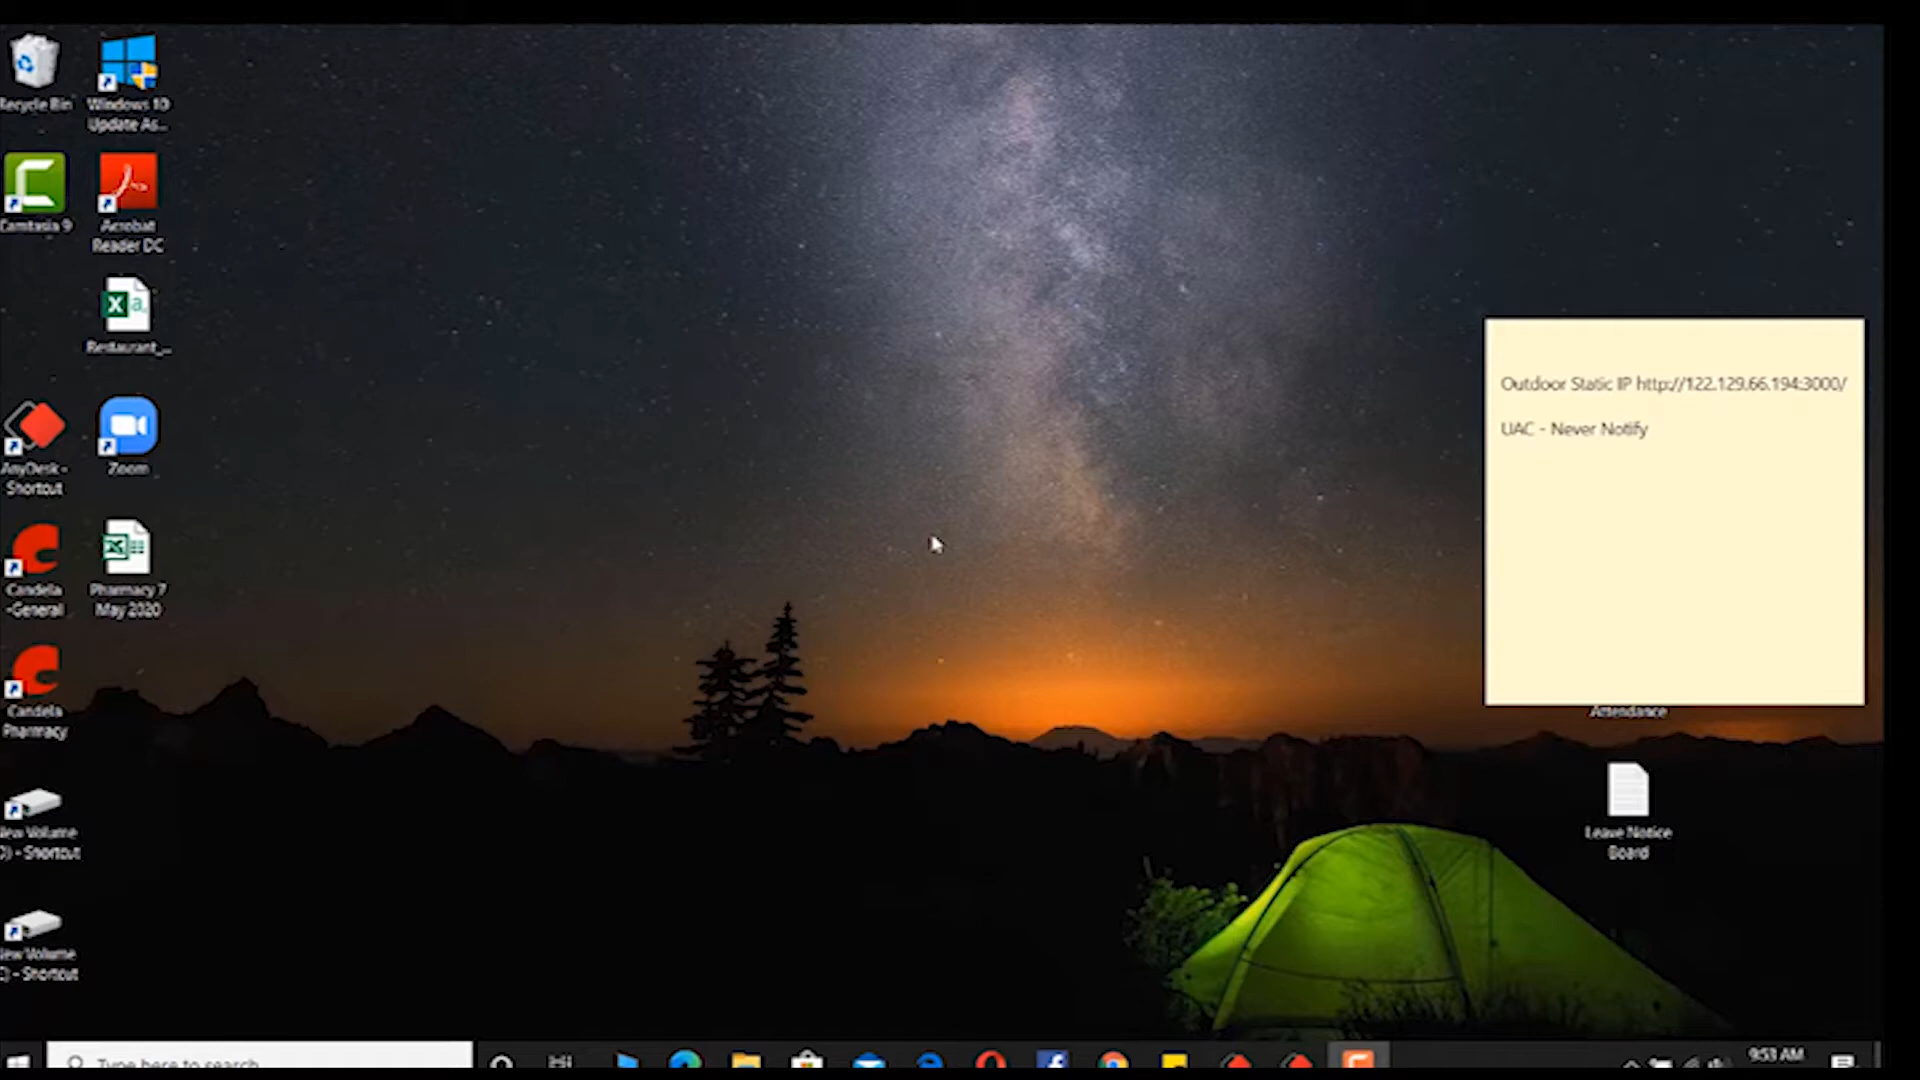 Recycle Bin
Windows 10
Update As...
Camtasia 9
Acrobat
Reader DC
Restaurant_...
AnyDesk -
Shortcut
Zoom
Candela
-General
Pharmacy 7
May 2020
Candela
Pharmacy
New Volume
- Shortcut
New Volume
- Shortcut
Outdoor Static IP http://122.129.66.194:3000/
UAC - Never Notify
Attendance
Leave Notice
Board
Type here to search
9:53 AM